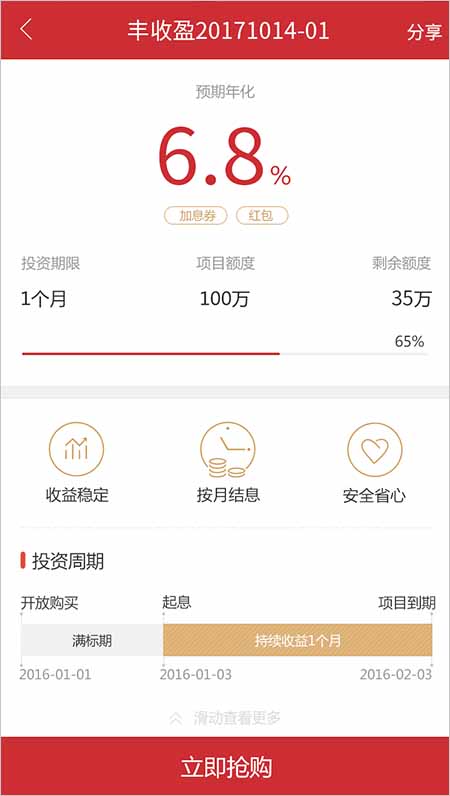 丰收盈20171014-01 分享
预期年化
6.8%
加息券 红包
投资期限 项目额度 剩余额度
1个月 100万 35万
65%
收益稳定 按月结息 安全省心
投资周期
开放购买 起息 项目到期
满标期 持续收益1个月
2016-01-01 2016-01-03 2016-02-03
滑动查看更多
立即抢购